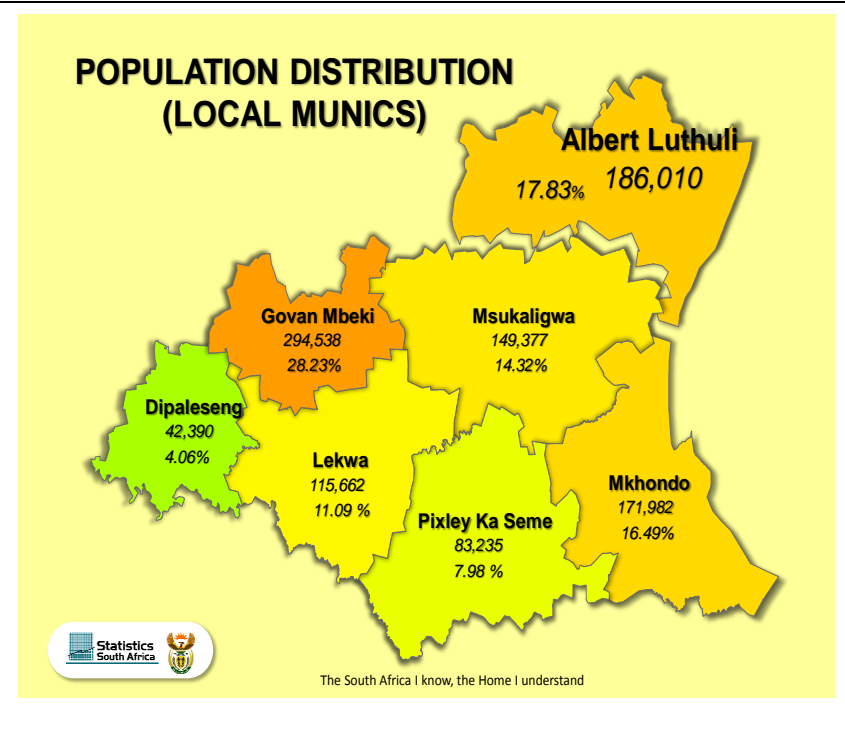 POPULATION DISTRIBUTION
(LOCAL MUNICS)
Albert Luthuli
17.83% 186,010
Govan Mbeki
294,538
28.23%
Msukaligwa
149,377
14.32%
Dipaleseng
42,390
4.06%
Lekwa
115,662
11.09 %
Mkhondo
171,982
16.49%
Pixley Ka Seme
83,235
7.98 %
Statistics
South Africa
The South Africa I know, the Home I understand